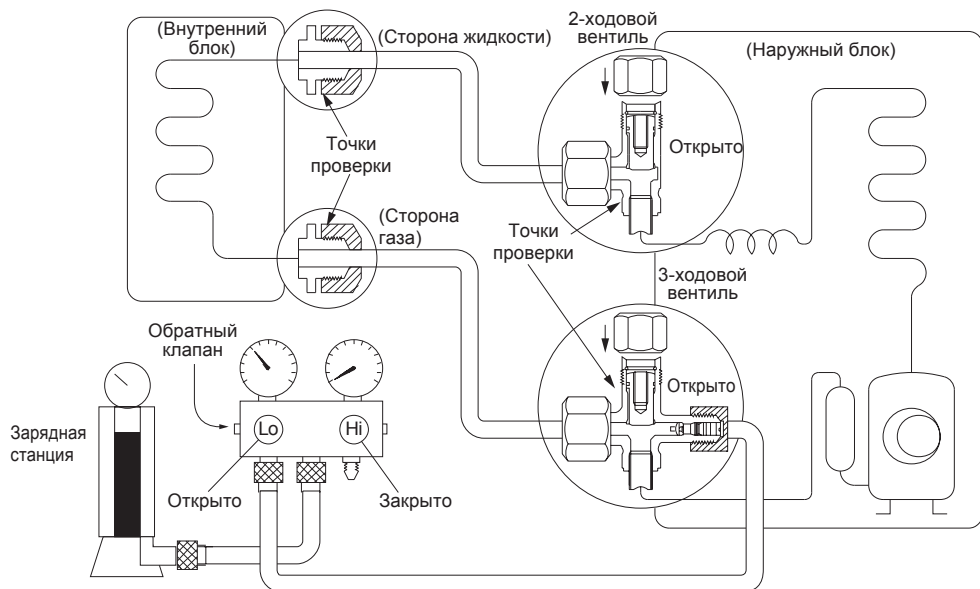 (Внутренний
блок)
(Сторона жидкости)
2-ходовой
вентиль
(Наружный блок)
Открыто
Точки
проверки
(Сторона
газа)
Точки
проверки
3-ходовой
вентиль
Обратный
клапан
Открыто
Зарядная
станция
Lo
Hi
Открыто
Закрыто